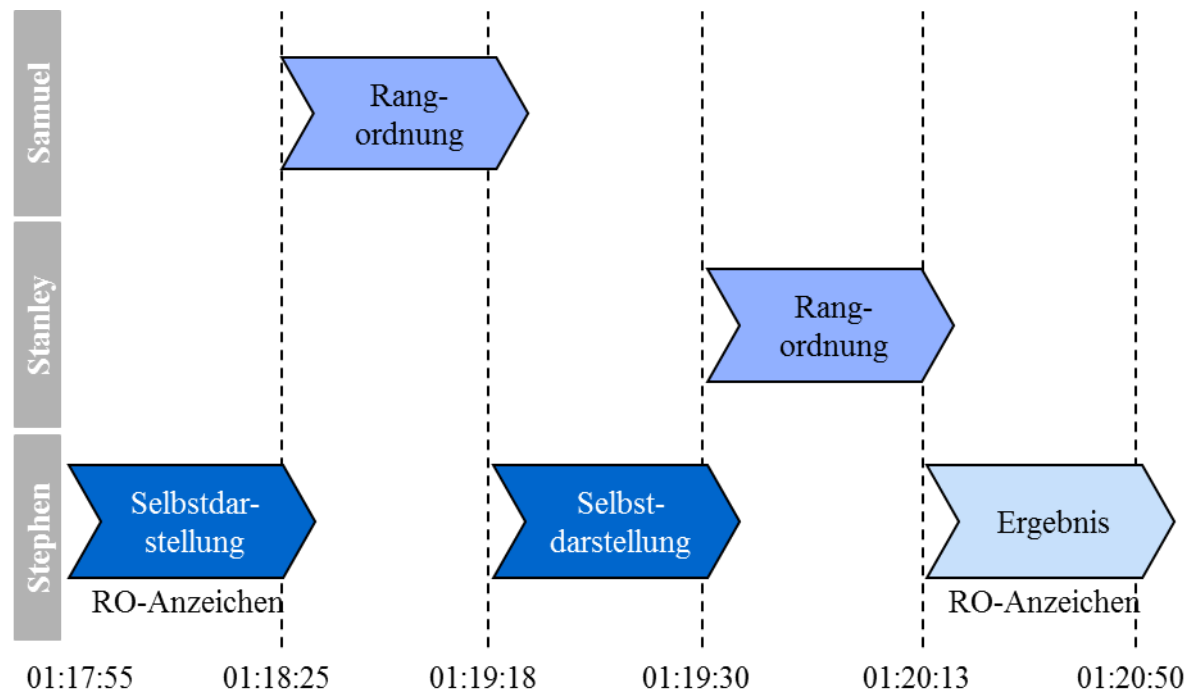 Samuel
Rang-
ordnung
Stanley
Rang-
ordnung
Stephen
Selbstdar-
stellung
RO-Anzeichen
Selbst-
darstellung
Ergebnis
RO-Anzeichen
01:17:55 01:18:25 01:19:18 01:19:30 01:20:13 01:20:50